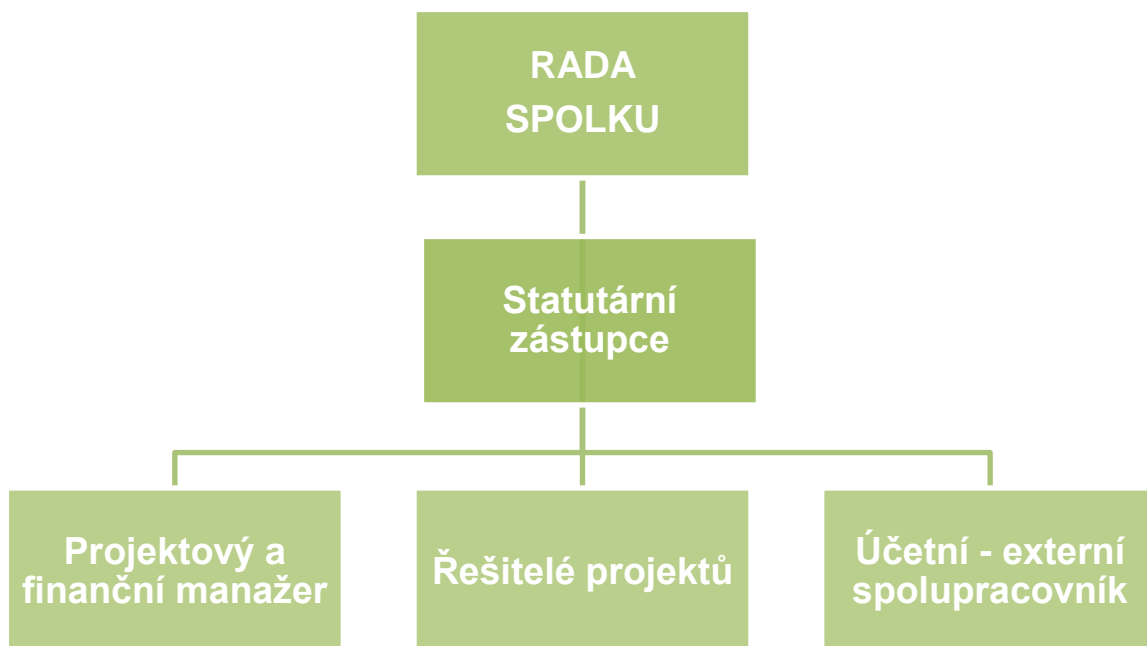 RADA
SPOLKU
Statutární
zástupce
Projektový a
finanční manažer
Řešitelé projektů
Účetní - externí
spolupracovník